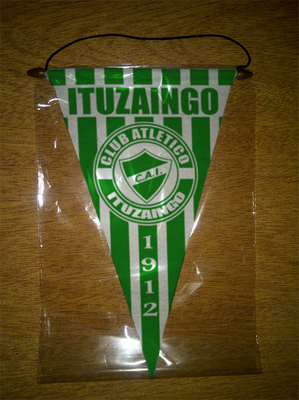 ITUZAINGO
CLUB ATLETICO
C.A.I.
ITUZAINGO
1912